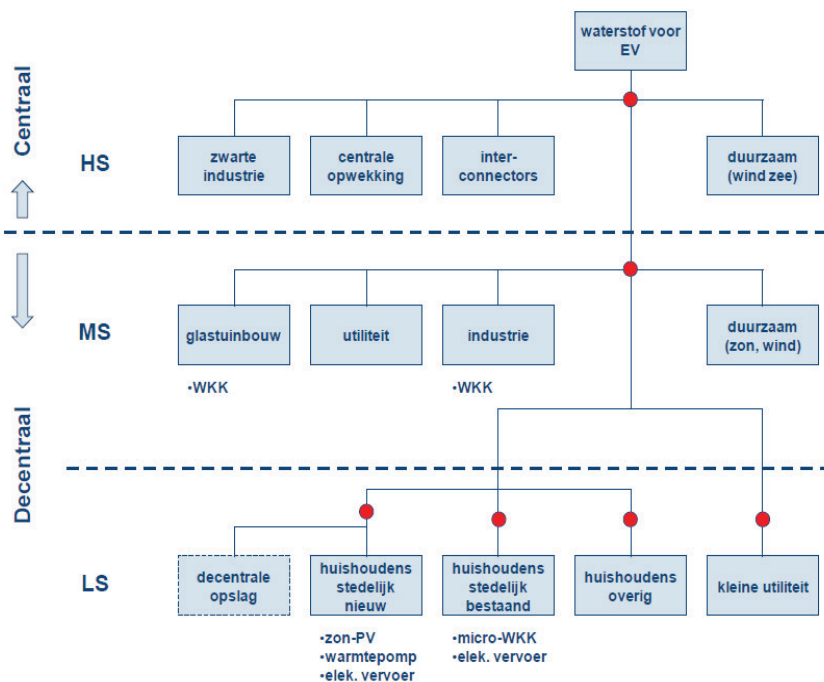 waterstof voor
EV
Centraal
HS
zwarte
industrie
centrale
opwekking
inter-
connectors
duurzaam
(wind zee)
MS
glastuinbouw
utiliteit
industrie
duurzaam
(zon, wind)
•WKK
•WKK
Decentraal
LS
decentrale
opslag
huishoudens
stedelijk
nieuw
huishoudens
stedelijk
bestaand
huishoudens
overig
kleine utiliteit
•zon-PV
•warmtepomp
•elek. vervoer
•micro-WKK
•elek. vervoer